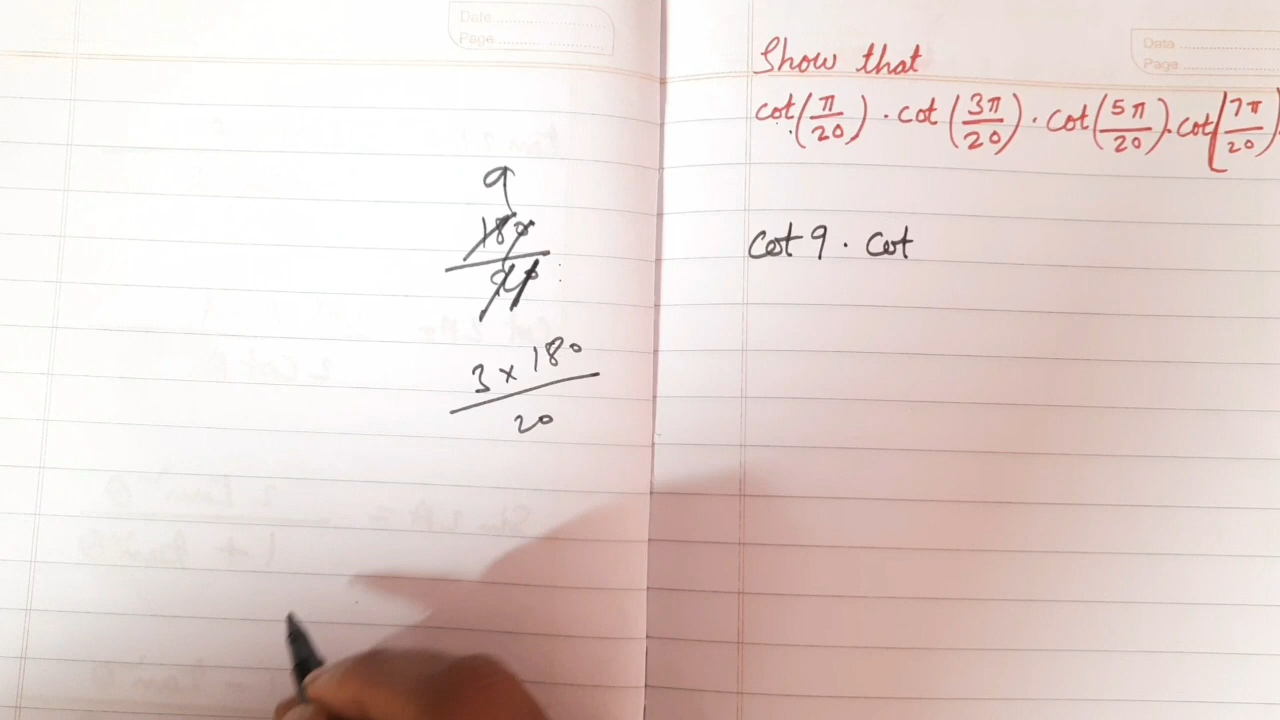 Date
Page
9
180
20
3 × 180
20
Data
Page
Show that
cot(π/20) · cot(3π/20) · cot(5π/20) · cot(7π/20)
cot 9 · cot